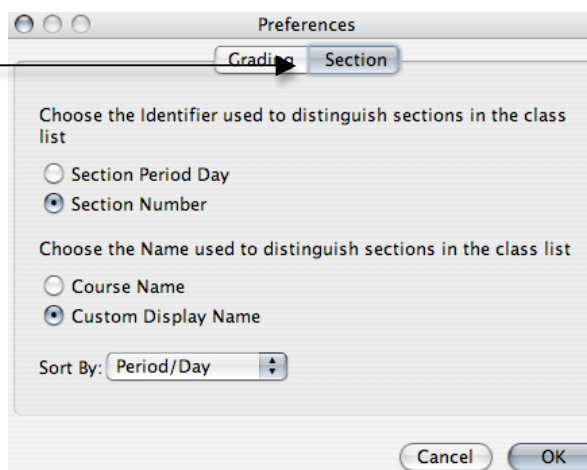 Preferences
Grading Section
Choose the Identifier used to distinguish sections in the class
list
Section Period Day
Section Number
Choose the Name used to distinguish sections in the class list
Course Name
Custom Display Name
Sort By: Period/Day
Cancel OK